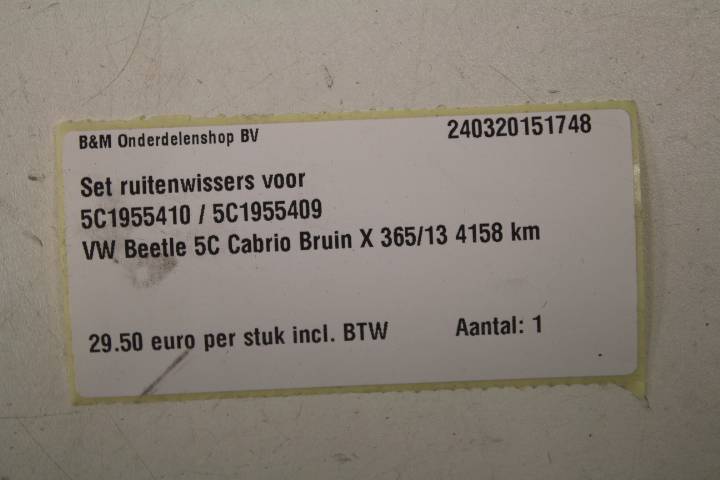 B&M Onderdelenshop BV
240320151748
Set ruitenwissers voor
5C1955410 / 5C1955409
VW Beetle 5C Cabrio Bruin X 365/13 4158 km
29.50 euro per stuk incl. BTW
Aantal: 1